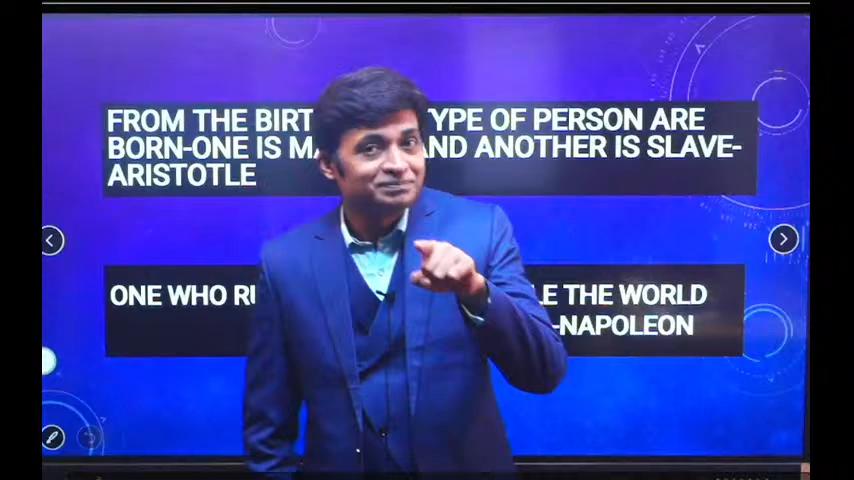 FROM THE BIRT TYPE OF PERSON ARE
BORN-ONE IS MA AND ANOTHER IS SLAVE-
ARISTOTLE
ONE WHO RU LE THE WORLD
-NAPOLEON